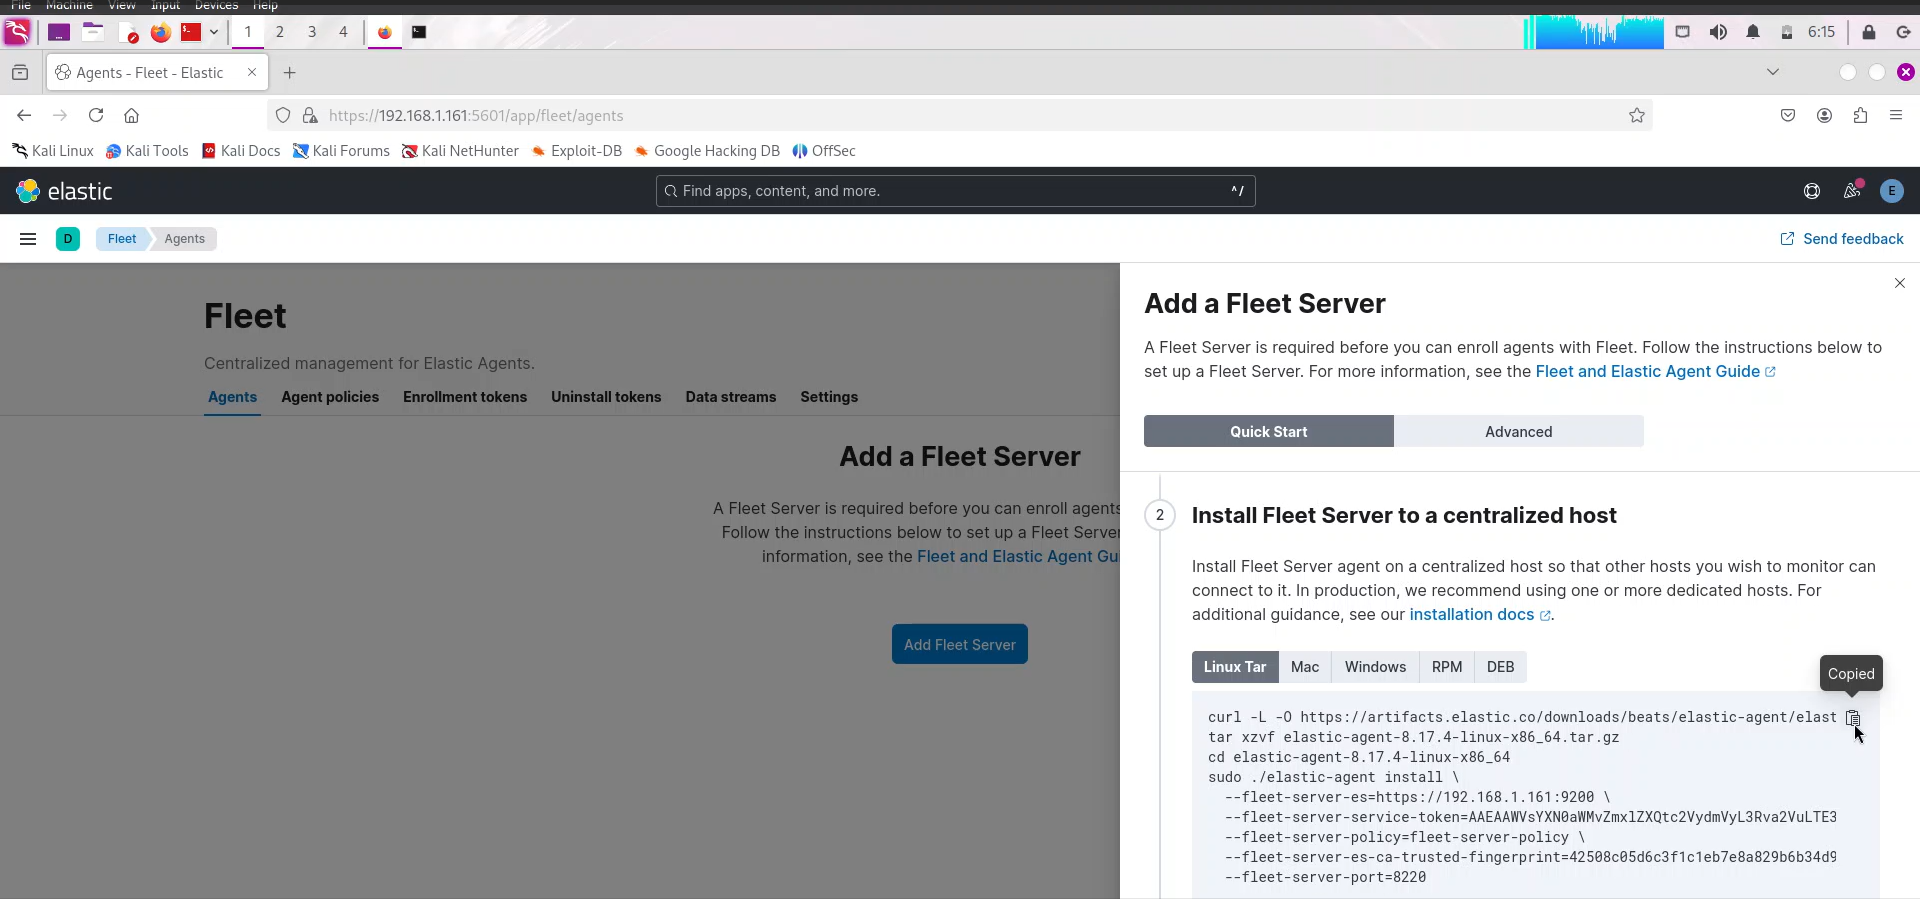 File Machine View Input Devices Help
1 2 3 4 6:15
Agents - Fleet - Elastic
https://192.168.1.161:5601/app/fleet/agents
Kali Linux Kali Tools Kali Docs Kali Forums Kali NetHunter Exploit-DB Google Hacking DB OffSec
elastic Find apps, content, and more. ^/ E
D Fleet Agents Send feedback
Fleet
Centralized management for Elastic Agents.
Agents Agent policies Enrollment tokens Uninstall tokens Data streams Settings
Add a Fleet Server
A Fleet Server is required before you can enroll agents
Follow the instructions below to set up a Fleet Server
information, see the Fleet and Elastic Agent Gu
Add Fleet Server
Add a Fleet Server
A Fleet Server is required before you can enroll agents with Fleet. Follow the instructions below to
set up a Fleet Server. For more information, see the Fleet and Elastic Agent Guide
Quick Start Advanced
2 Install Fleet Server to a centralized host
Install Fleet Server agent on a centralized host so that other hosts you wish to monitor can
connect to it. In production, we recommend using one or more dedicated hosts. For
additional guidance, see our installation docs.
Linux Tar Mac Windows RPM DEB
Copied
curl -L -O https://artifacts.elastic.co/downloads/beats/elastic-agent/elast
tar xzvf elastic-agent-8.17.4-linux-x86_64.tar.gz
cd elastic-agent-8.17.4-linux-x86_64
sudo ./elastic-agent install \
--fleet-server-es=https://192.168.1.161:9200 \
--fleet-server-service-token=AAEAAWVsYXN0aWMvZmxlZXQtc2VydmVyL3Rva2VuLTE3
--fleet-server-policy=fleet-server-policy \
--fleet-server-es-ca-trusted-fingerprint=42508c05d6c3f1c1eb7e8a829b6b34d9
--fleet-server-port=8220